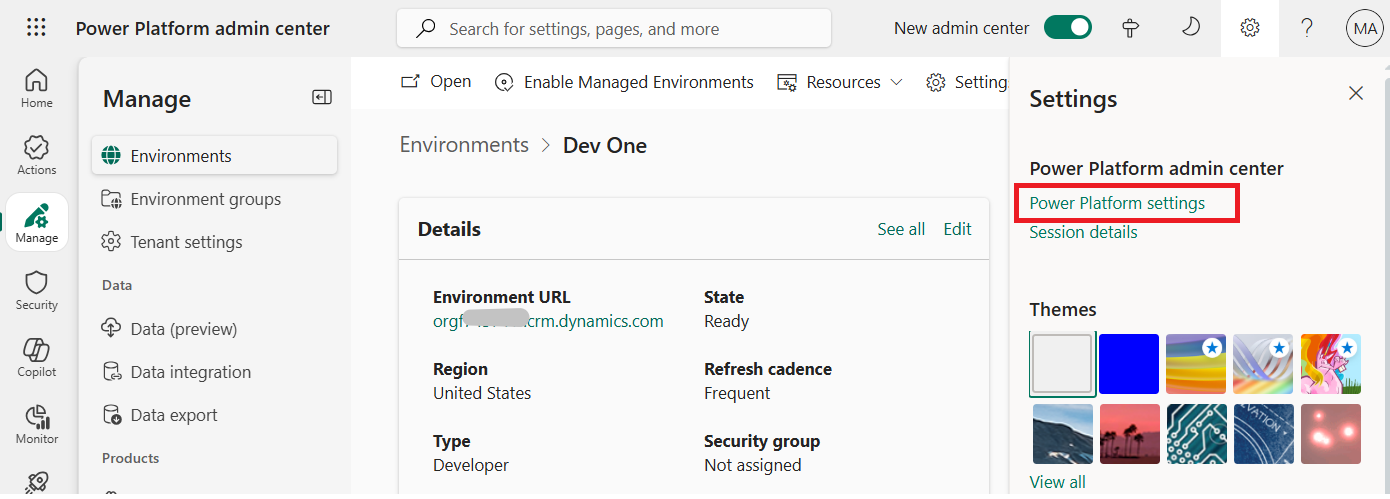 Power Platform admin center
Search for settings, pages, and more
New admin center
MA
Home
Actions
Manage
Security
Copilot
Monitor
Manage
Environments
Environment groups
Tenant settings
Data
Data (preview)
Data integration
Data export
Products
Open
Enable Managed Environments
Resources
Environments > Dev One
Details
See all
Edit
Environment URL
crm.dynamics.com
State
Ready
Region
United States
Refresh cadence
Frequent
Type
Developer
Security group
Not assigned
Settings
Power Platform admin center
Power Platform settings
Session details
Themes
View all